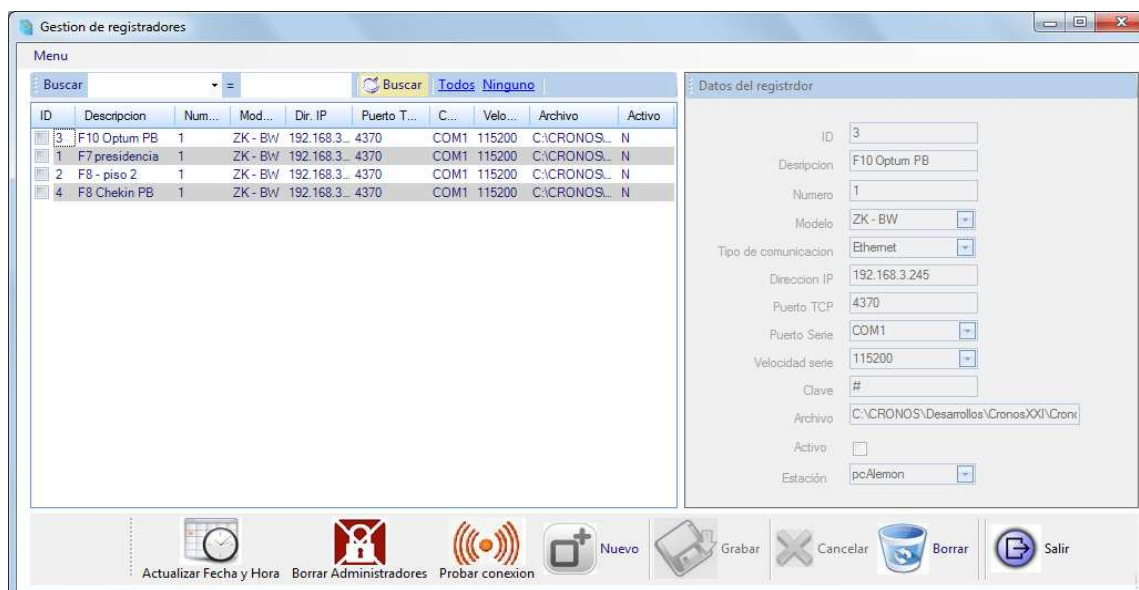 Gestion de registradores
Menu
Buscar = Buscar Todos Ninguno
ID Descripcion Num... Mod... Dir. IP Puerto T... C... Velo... Archivo Activo
3 F10 Optum PB 1 ZK - BW 192.168.3... 4370 COM1 115200 C:\CRONOS\... N
1 F7 presidencia 1 ZK - BW 192.168.3... 4370 COM1 115200 C:\CRONOS\... N
2 F8 - piso 2 1 ZK - BW 192.168.3... 4370 COM1 115200 C:\CRONOS\... N
4 F8 Chekin PB 1 ZK - BW 192.168.3... 4370 COM1 115200 C:\CRONOS\... N
Datos del registrdor
ID 3
Desripcion F10 Optum PB
Numero 1
Modelo ZK - BW
Tipo de comunicacion Ethernet
Direccion IP 192.168.3.245
Puerto TCP 4370
Puerto Serie COM1
Velocidad serie 115200
Clave #
Archivo C:\CRONOS\Desarrollos\CronosXXI\Cron
Activo
Estación pcAlemon
Actualizar Fecha y Hora Borrar Administradores Probar conexion Nuevo Grabar Cancelar Borrar Salir